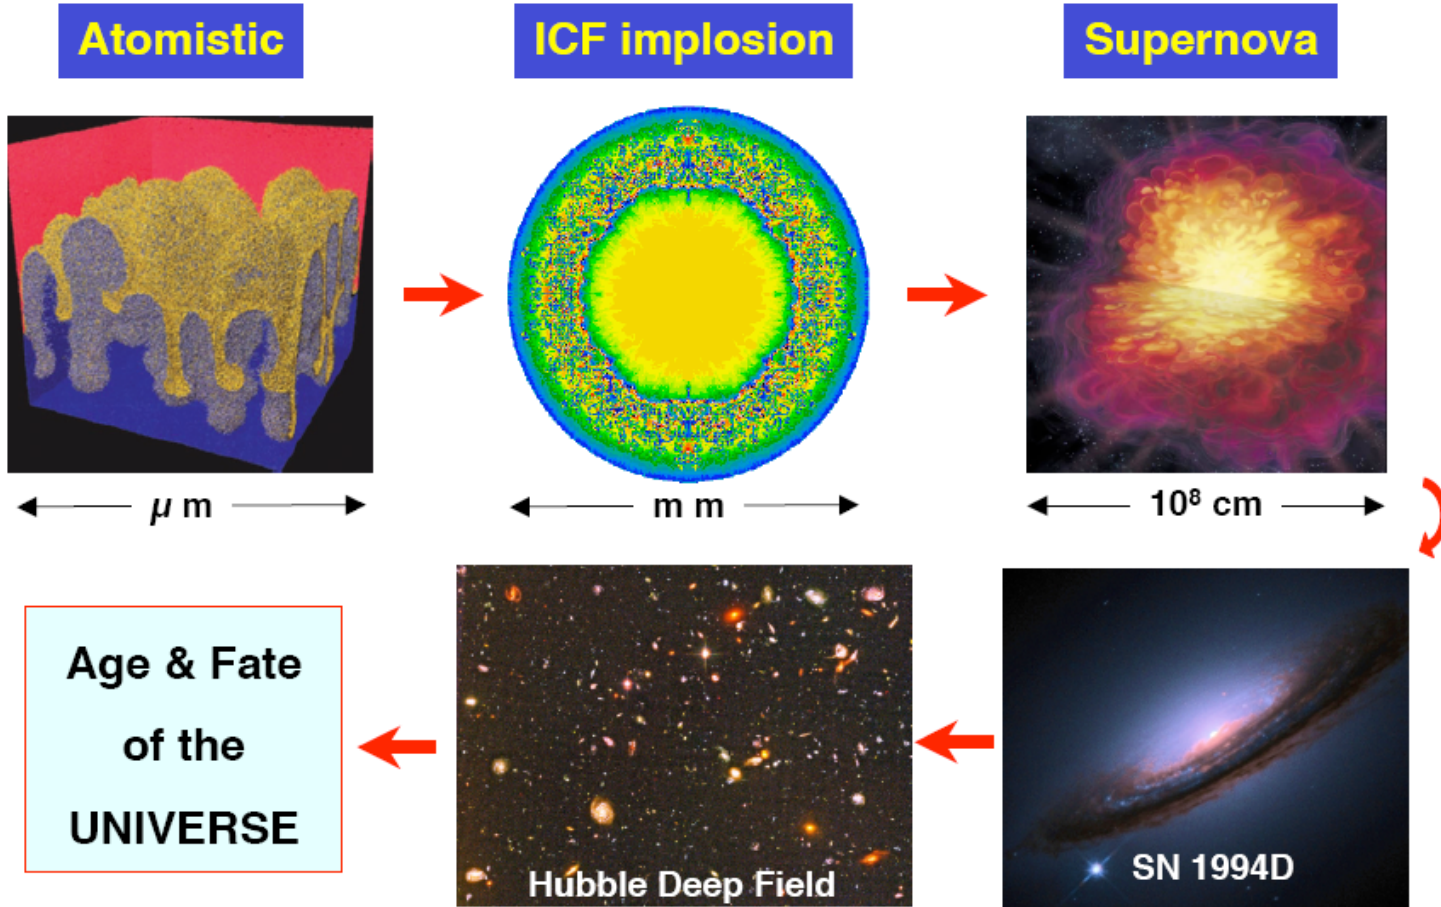 Atomistic
ICF implosion
Supernova
μ m
m m
10⁸ cm
Age & Fate
of the
UNIVERSE
Hubble Deep Field
SN 1994D